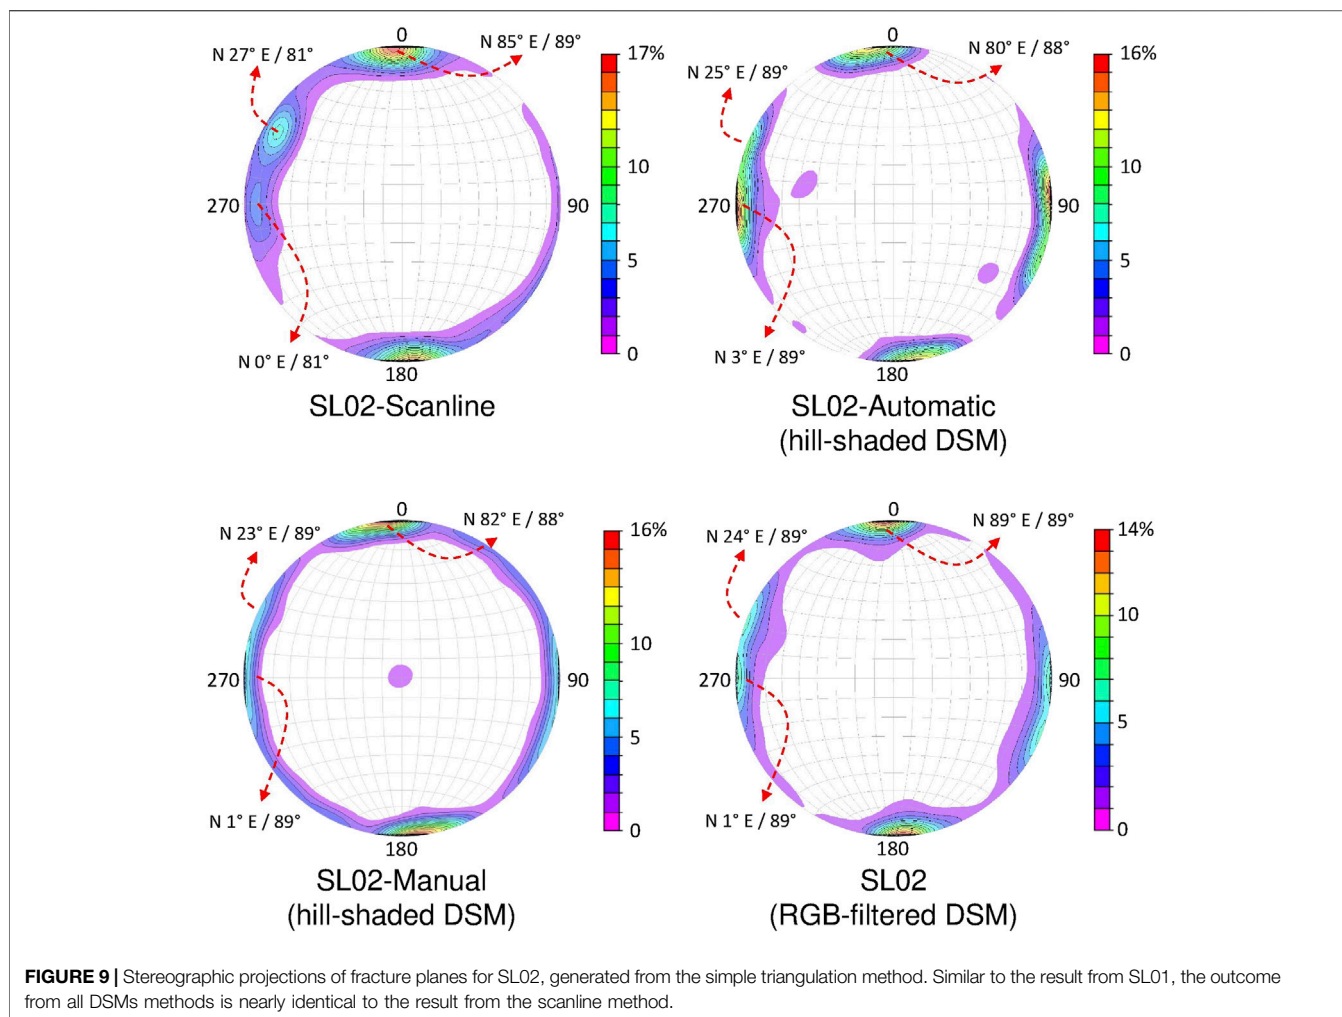 0
N 27° E / 81°
N 85° E / 89°
17%
10
5
0
270
90
N 0° E / 81°
180
SL02-Scanline
0
N 25° E / 89°
N 80° E / 88°
16%
10
5
0
270
90
N 3° E / 89°
180
SL02-Automatic
(hill-shaded DSM)
0
N 23° E / 89°
N 82° E / 88°
16%
10
5
0
270
90
N 1° E / 89°
180
SL02-Manual
(hill-shaded DSM)
0
N 24° E / 89°
N 89° E / 89°
14%
10
5
0
270
90
N 1° E / 89°
180
SL02
(RGB-filtered DSM)
FIGURE 9 | Stereographic projections of fracture planes for SL02, generated from the simple triangulation method. Similar to the result from SL01, the outcome
from all DSMs methods is nearly identical to the result from the scanline method.